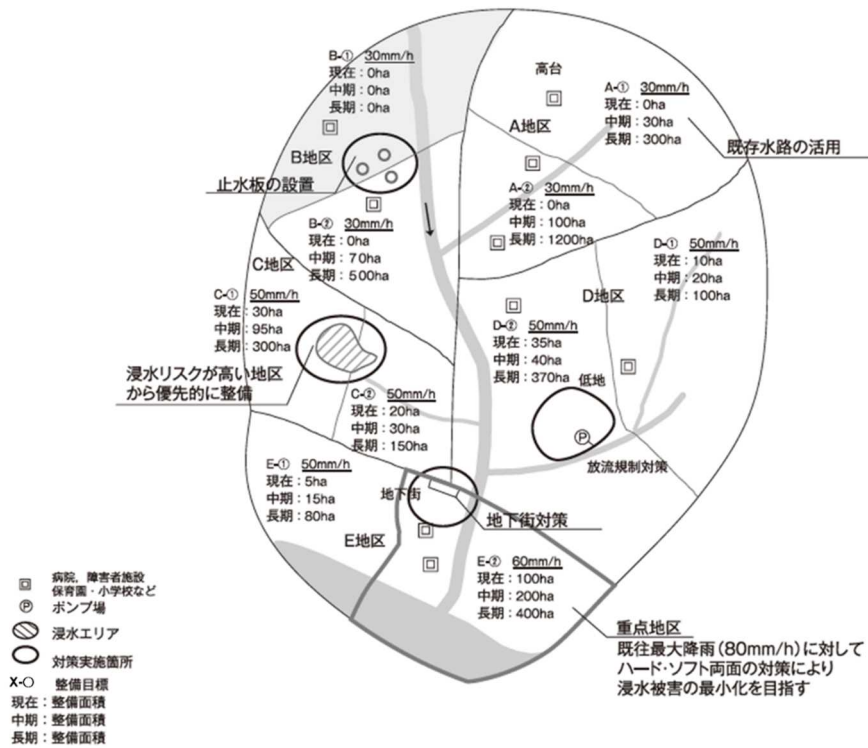 B-① 30mm/h
現在：0ha
中期：0ha
長期：0ha
B地区
止水板の設置
高台
A-① 30mm/h
現在：0ha
中期：30ha
長期：300ha
A地区
既存水路の活用
A-② 30mm/h
現在：0ha
中期：100ha
長期：1200ha
B-② 30mm/h
現在：0ha
中期：70ha
長期：500ha
C地区
C-① 50mm/h
現在：30ha
中期：95ha
長期：300ha
浸水リスクが高い地区
から優先的に整備
D-① 50mm/h
現在：10ha
中期：20ha
長期：100ha
D地区
D-② 50mm/h
現在：35ha
中期：40ha
長期：370ha
低地
P
放流規制対策
C-② 50mm/h
現在：20ha
中期：30ha
長期：150ha
E-① 50mm/h
現在：5ha
中期：15ha
長期：80ha
地下街
地下街対策
E地区
E-② 60mm/h
現在：100ha
中期：200ha
長期：400ha
重点地区
既往最大降雨(80mm/h)に対して
ハード・ソフト両面の対策により
浸水被害の最小化を目指す
病院，障害者施設
保育園・小学校など
P ポンプ場
浸水エリア
対策実施箇所
X-○ 整備目標
現在：整備面積
中期：整備面積
長期：整備面積